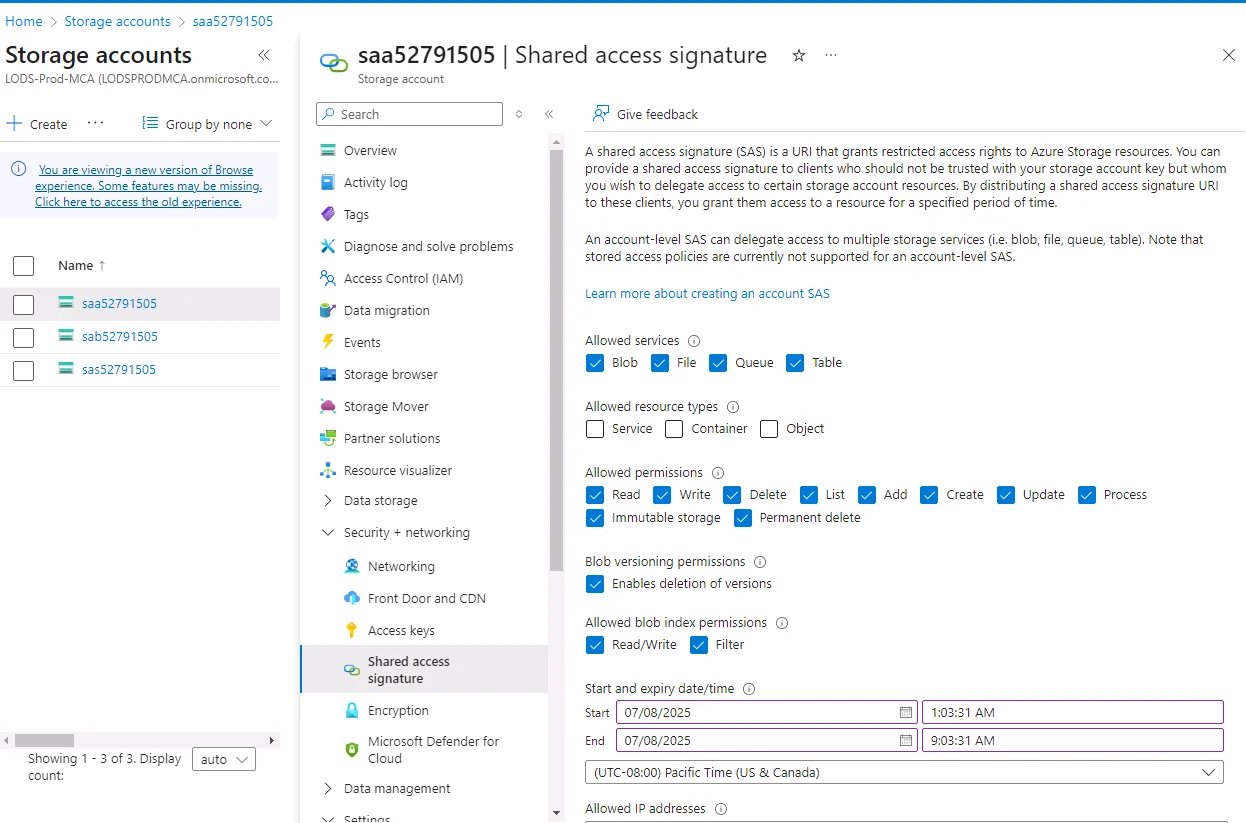 Home > Storage accounts > saa52791505
Storage accounts
LODS-Prod-MCA (LODSPRODMCA.onmicrosoft.co...
Create
Group by none
You are viewing a new version of Browse
experience. Some features may be missing.
Click here to access the old experience.
Name ↑
saa52791505
sab52791505
sas52791505
Showing 1 - 3 of 3. Display
count:
auto
saa52791505 | Shared access signature
Storage account
Search
Overview
Activity log
Tags
Diagnose and solve problems
Access Control (IAM)
Data migration
Events
Storage browser
Storage Mover
Partner solutions
Resource visualizer
Data storage
Security + networking
Networking
Front Door and CDN
Access keys
Shared access
signature
Encryption
Microsoft Defender for
Cloud
Data management
Settings
Give feedback
A shared access signature (SAS) is a URI that grants restricted access rights to Azure Storage resources. You can
provide a shared access signature to clients who should not be trusted with your storage account key but whom
you wish to delegate access to certain storage account resources. By distributing a shared access signature URI
to these clients, you grant them access to a resource for a specified period of time.
An account-level SAS can delegate access to multiple storage services (i.e. blob, file, queue, table). Note that
stored access policies are currently not supported for an account-level SAS.
Learn more about creating an account SAS
Allowed services
Blob File Queue Table
Allowed resource types
Service Container Object
Allowed permissions
Read Write Delete List Add Create Update Process
Immutable storage Permanent delete
Blob versioning permissions
Enables deletion of versions
Allowed blob index permissions
Read/Write Filter
Start and expiry date/time
Start 07/08/2025 1:03:31 AM
End 07/08/2025 9:03:31 AM
(UTC-08:00) Pacific Time (US & Canada)
Allowed IP addresses